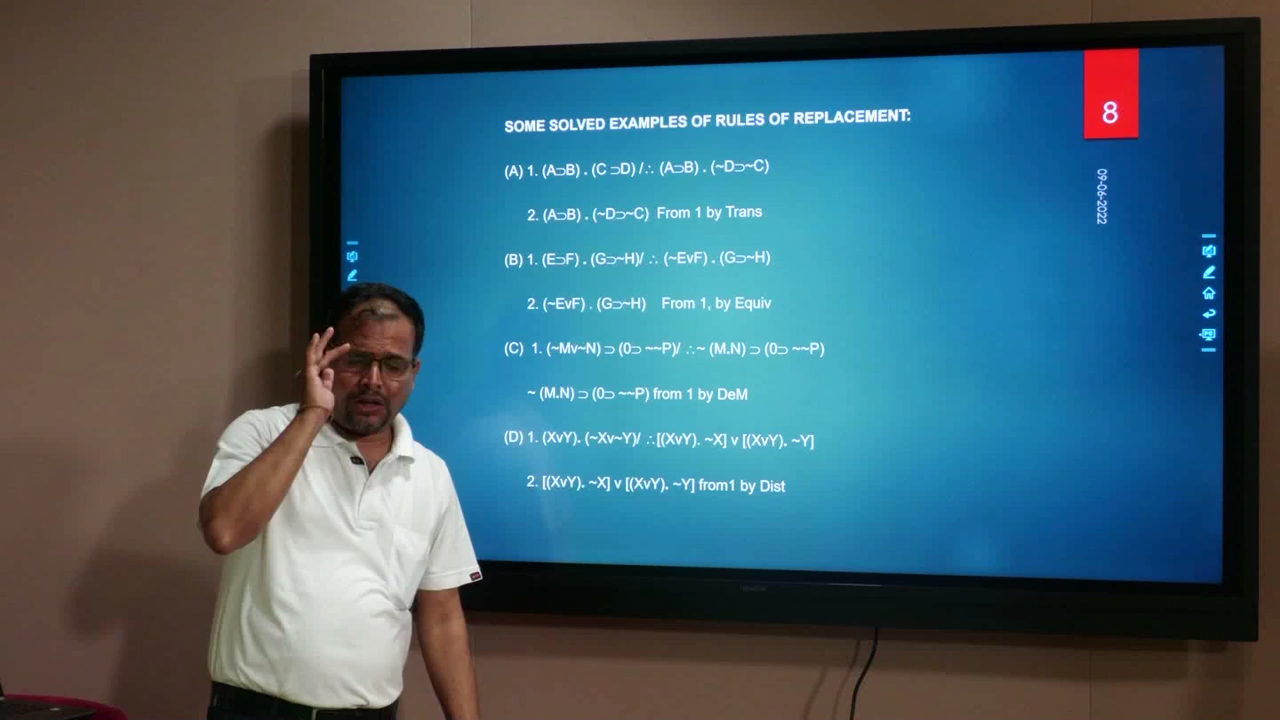 SOME SOLVED EXAMPLES OF RULES OF REPLACEMENT:
(A) 1. (A⊃B) . (C ⊃D) /∴ (A⊃B) . (~D⊃~C)
2. (A⊃B) . (~D⊃~C) From 1 by Trans
(B) 1. (E⊃F) . (G⊃~H)/ ∴ (~EvF) . (G⊃~H)
2. (~EvF) . (G⊃~H) From 1, by Equiv
(C) 1. (~Mv~N) ⊃ (0⊃ ~~P)/ ∴~ (M.N) ⊃ (0⊃ ~~P)
~ (M.N) ⊃ (0⊃ ~~P) from 1 by DeM
(D) 1. (XvY). (~Xv~Y)/ ∴[(XvY). ~X] v [(XvY). ~Y]
2. [(XvY). ~X] v [(XvY). ~Y] from1 by Dist
8
09-06-2022